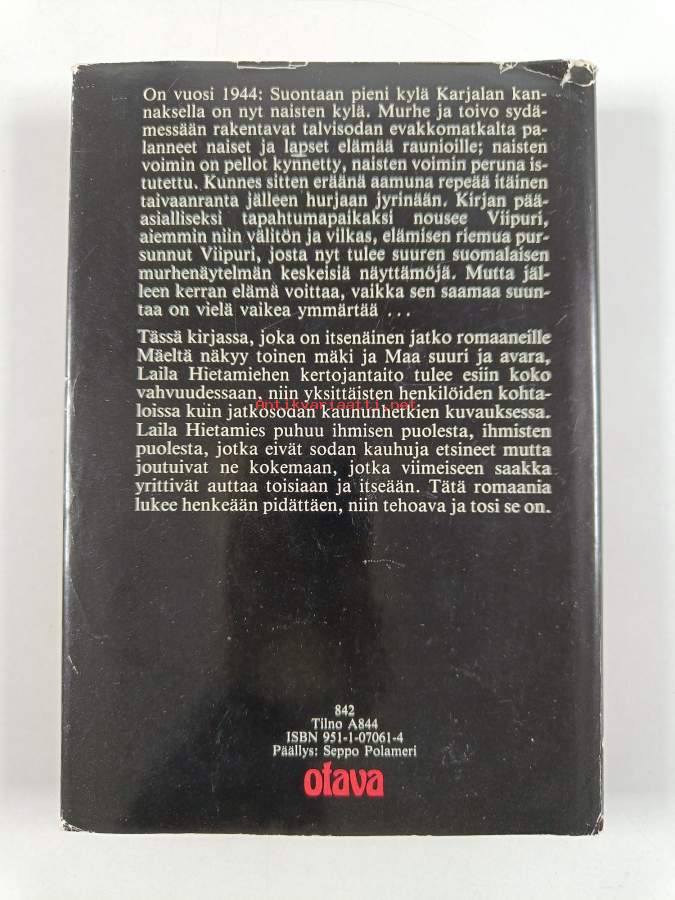 On vuosi 1944: Suontaan pieni kylä Karjalan kan-
naksella on nyt naisten kylä. Murhe ja toivo sydä-
messään rakentavat talvisodan evakkomatkalta pa-
lanneet naiset ja lapset elämää raunioille; naisten
voimin on pellot kynnetty, naisten voimin peruna is-
tutettu. Kunnes sitten eräänä aamuna repeää itäinen
taivaanranta jälleen hurjaan jyrinään. Kirjan pää-
asialliseksi tapahtumapaikaksi nousee Viipuri,
aiemmin niin välitön ja vilkas, elämisen riemua pur-
sunnut Viipuri, josta nyt tulee suuren suomalaisen
murhenäytelmän keskeisiä näyttämöjä. Mutta jäl-
leen kerran elämä voittaa, vaikka sen saamaa suun-
taa on vielä vaikea ymmärtää ...
Tässä kirjassa, joka on itsenäinen jatko romaaneille
Mäeltä näkyy toinen mäki ja Maa suuri ja avara,
Laila Hietamiehen kertojantaito tulee esiin koko
vahvuudessaan, niin yksittäisten henkilöiden kohta-
Antikvariaatti.net
loissa kuin jatkosodan kauhunhetkien kuvauksessa.
Laila Hietamies puhuu ihmisen puolesta, ihmisten
puolesta, jotka eivät sodan kauhuja etsineet mutta
joutuivat ne kokemaan, jotka viimeiseen saakka
yrittivät auttaa toisiaan ja itseään. Tätä romaania
lukee henkeään pidättäen, niin tehoava ja tosi se on.
842
Tilno A844
ISBN 951-1-07061-4
Päällys: Seppo Polameri
otava